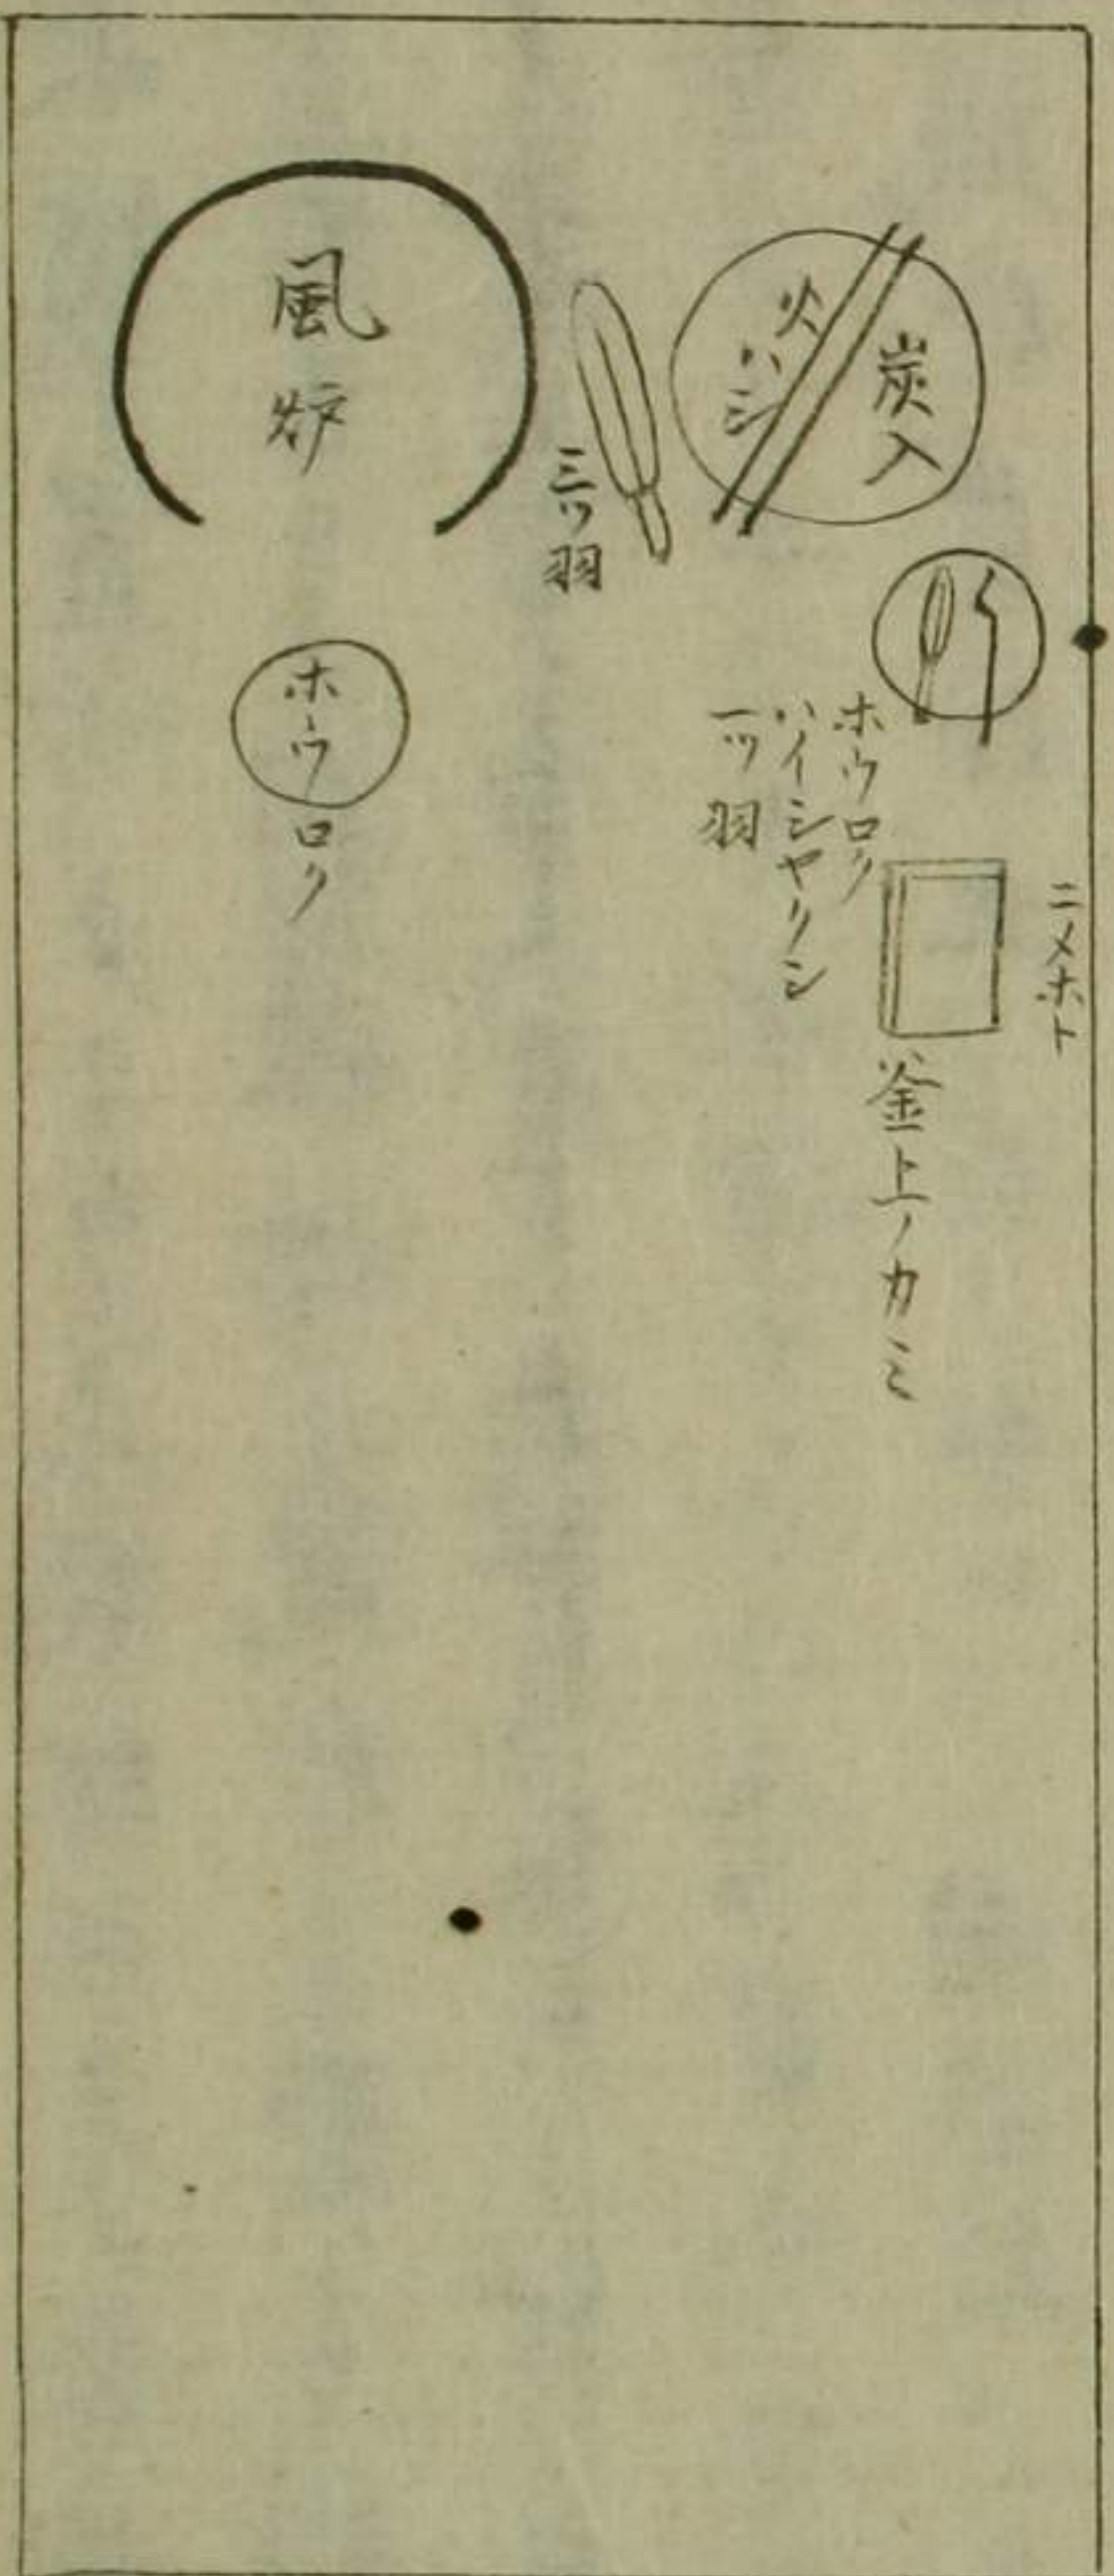 炭入
火ハシ
三ツ羽
風炉
ニメホト
ホウロク
ハイシヤクシ
一ツ羽
釜上ノカミ
ホウロク